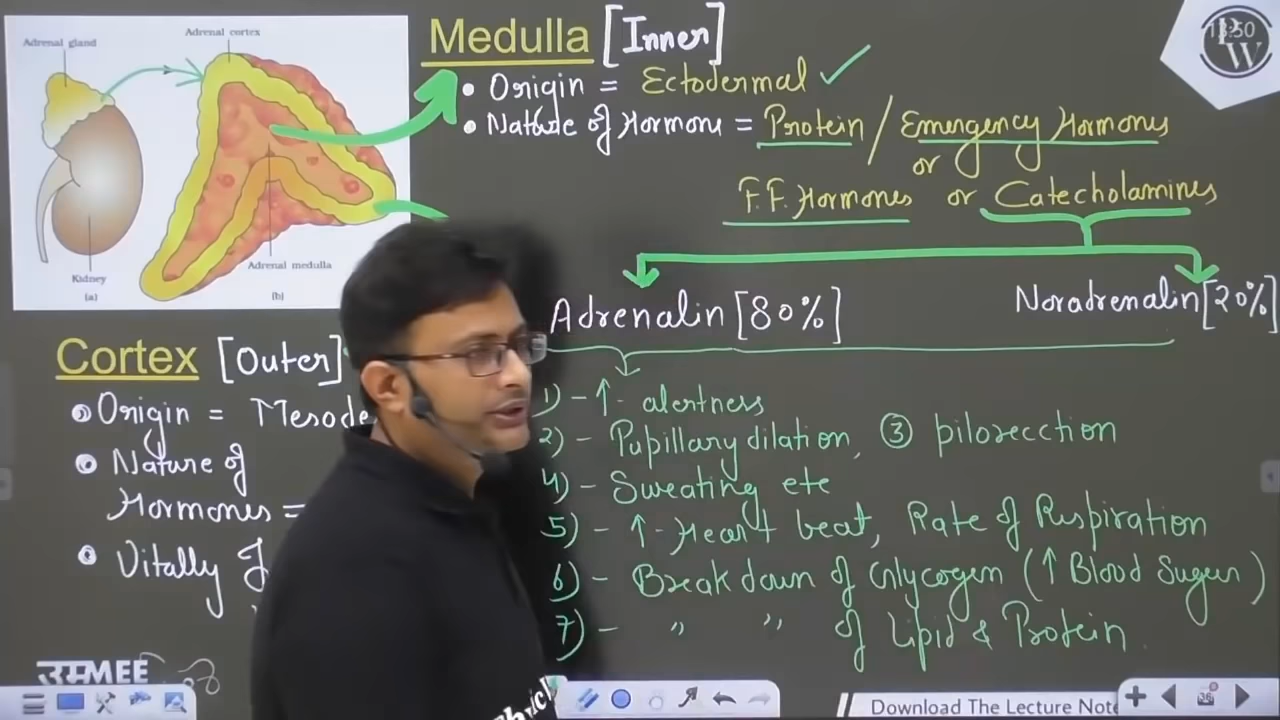 Adrenal gland
Adrenal cortex
Kidney
(a)
Adrenal medulla
(b)
Medulla [Inner]
• Origin = Ectodermal ✓
• Nature of Hormone = Protein / Emergency Hormones
or
F.F. Hormones or Catecholamines
Adrenalin [80%]
Noradrenalin [20%]
1) - ↑ - alertness
2) - Pupillary dilation, ③ piloerection
4) - Sweating etc
5) - ↑ - Heart beat, Rate of Respiration
6) - Breakdown of Glycogen (↑ Blood Sugar)
7) - " " of Lipid & Protein
Cortex [Outer]
• Origin = Mesode
• Nature of
Hormones =
• Vitally
PW
उमMEE
36
Download The Lecture Note